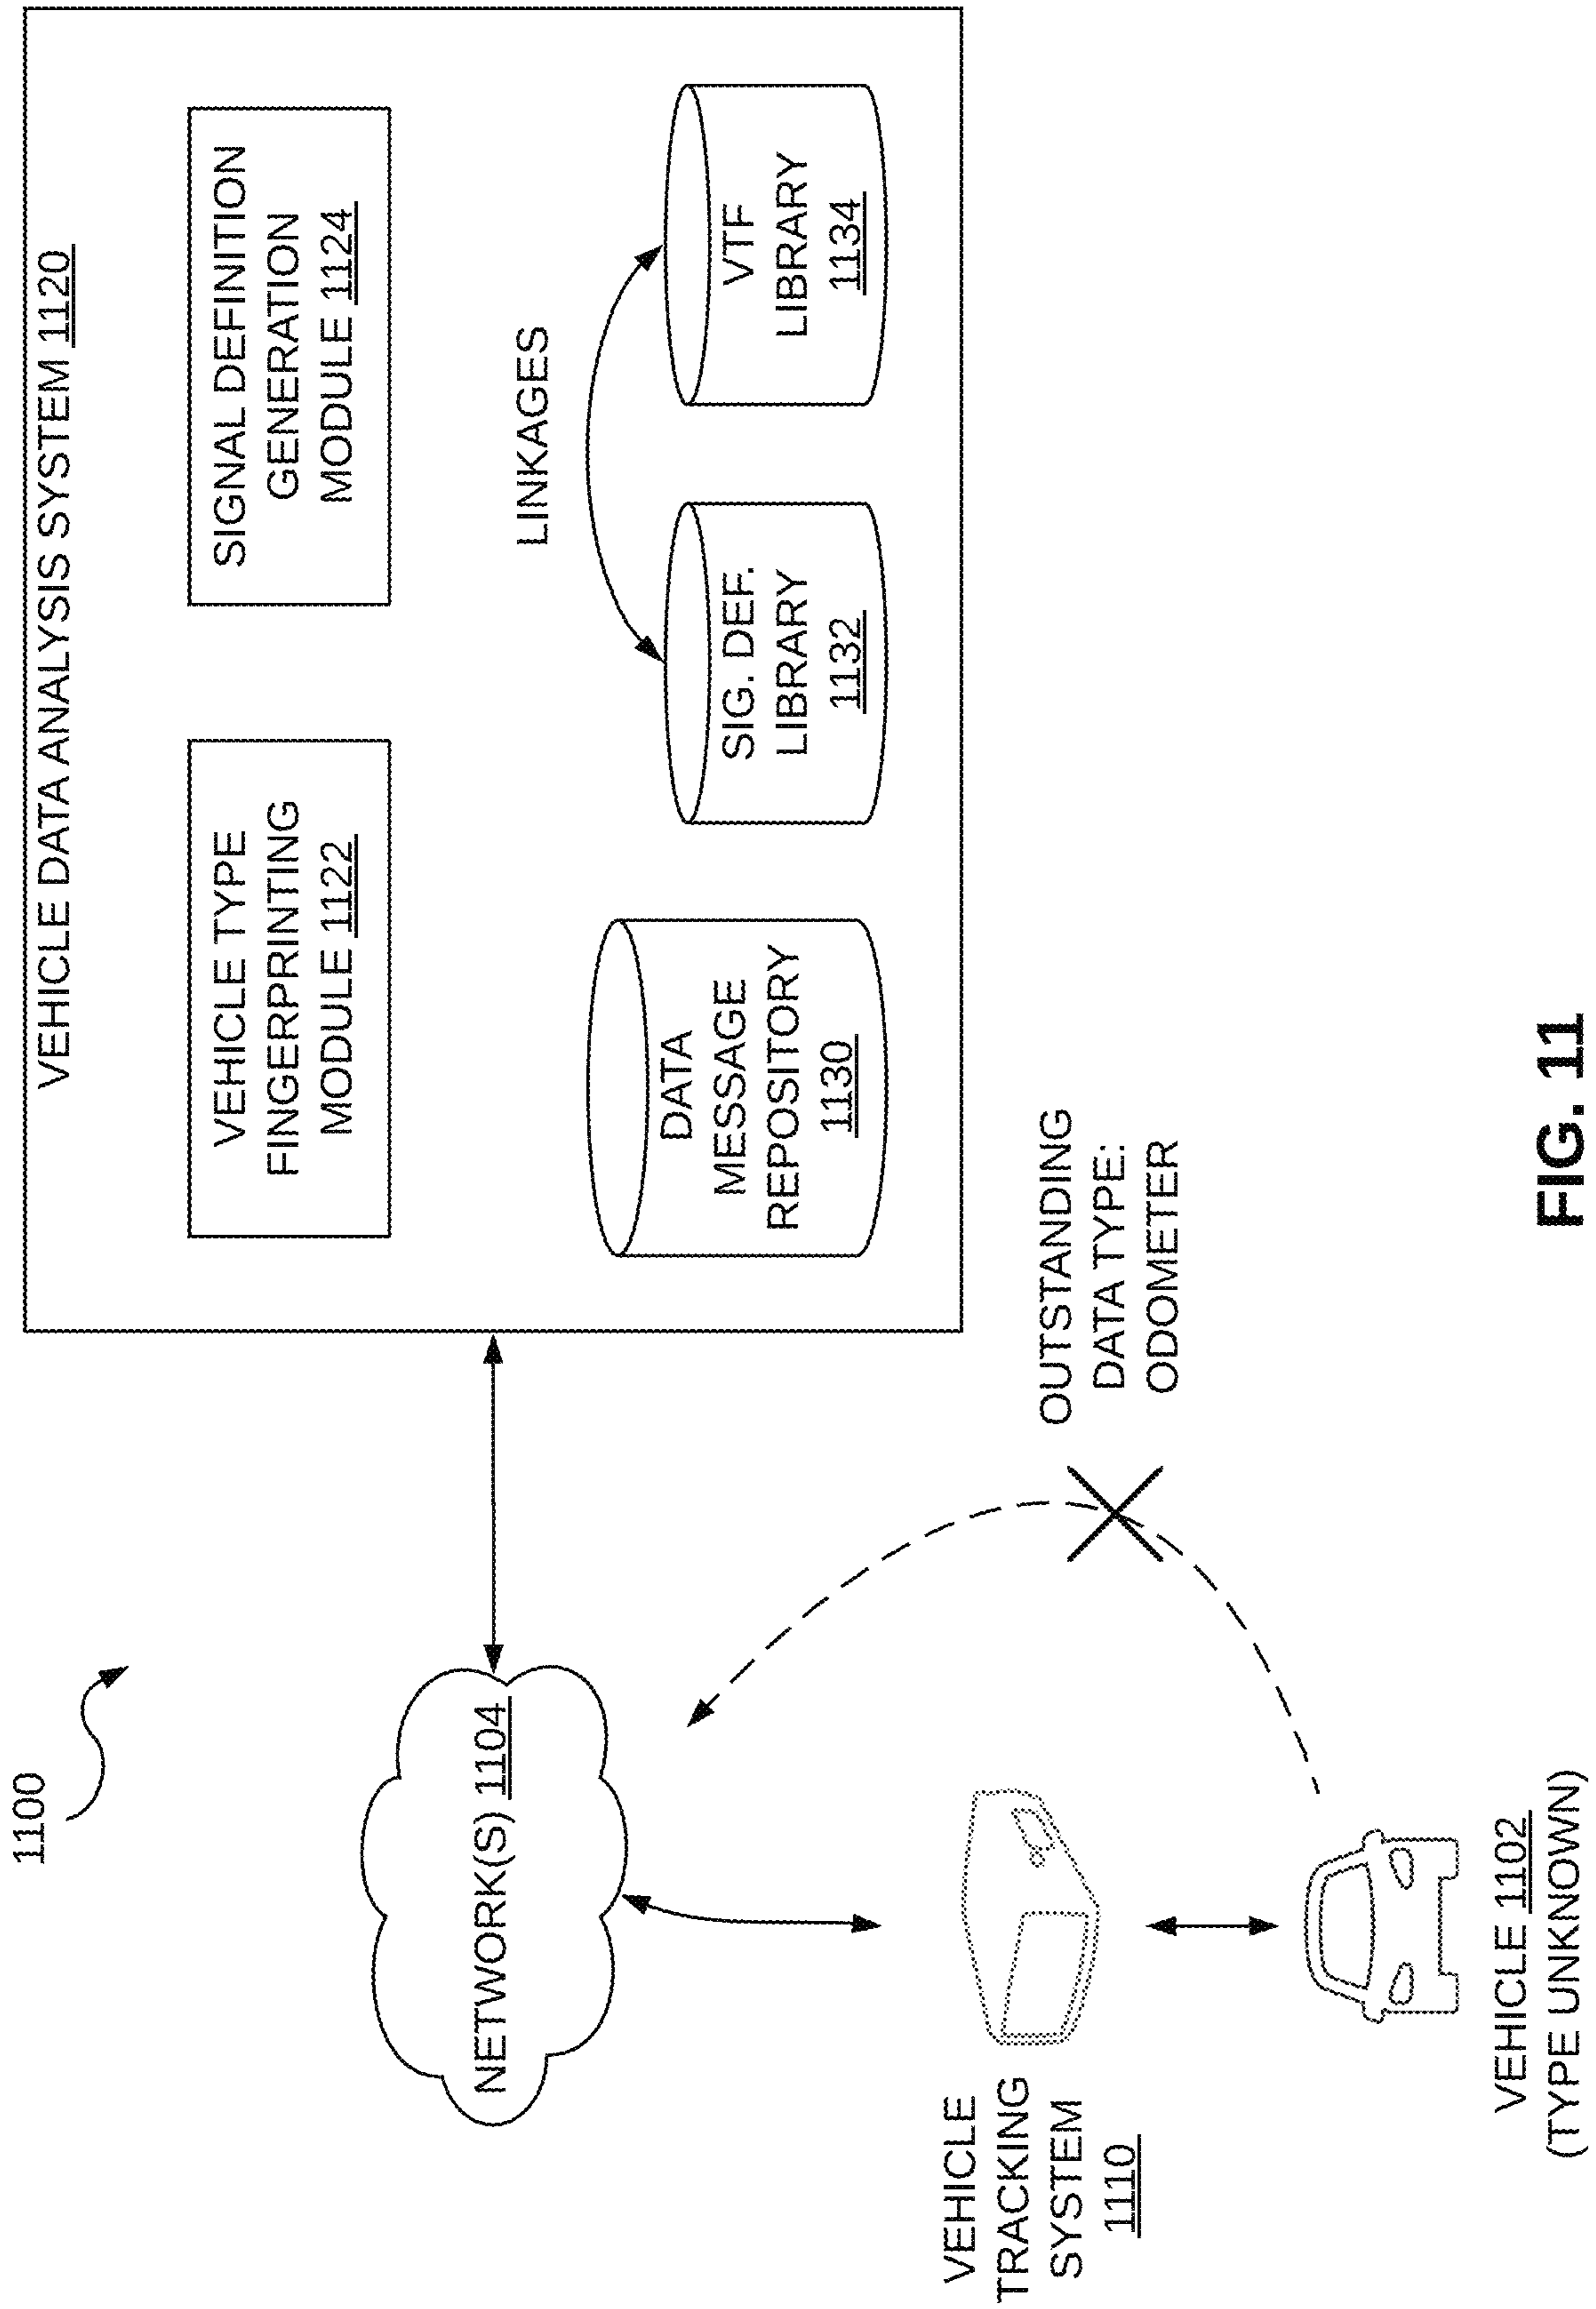 1100
VEHICLE DATA ANALYSIS SYSTEM 1120
VEHICLE TYPE
FINGERPRINTING
MODULE 1122
SIGNAL DEFINITION
GENERATION
MODULE 1124
NETWORK(S) 1104
LINKAGES
DATA
MESSAGE
REPOSITORY
1130
SIG. DEF.
LIBRARY
1132
VTF
LIBRARY
1134
VEHICLE
TRACKING
SYSTEM
1110
OUTSTANDING
DATA TYPE:
ODOMETER
VEHICLE 1102
(TYPE UNKNOWN)
FIG. 11